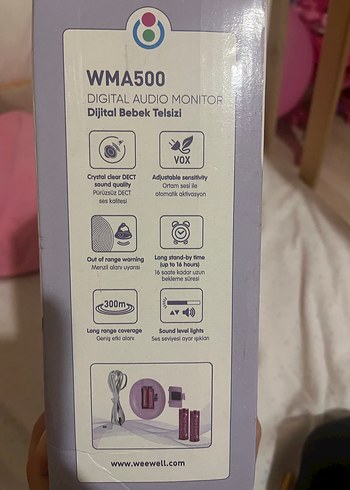 WMA500
DIGITAL AUDIO MONITOR
Dijital Bebek Telsizi
VOX
Crystal clear DECT
sound quality
Pürüzsüz DECT
ses kalitesi
Adjustable sensitivity
Ortam sesi ile
otomatik aktivasyon
Out of range warning
Menzil alanı uyarısı
Long stand-by time
(up to 16 hours)
16 saate kadar uzun
bekleme süresi
300m
Long range coverage
Geniş etki alanı
Sound level lights
Ses seviyesi ayar ışıkları
www.weewell.com